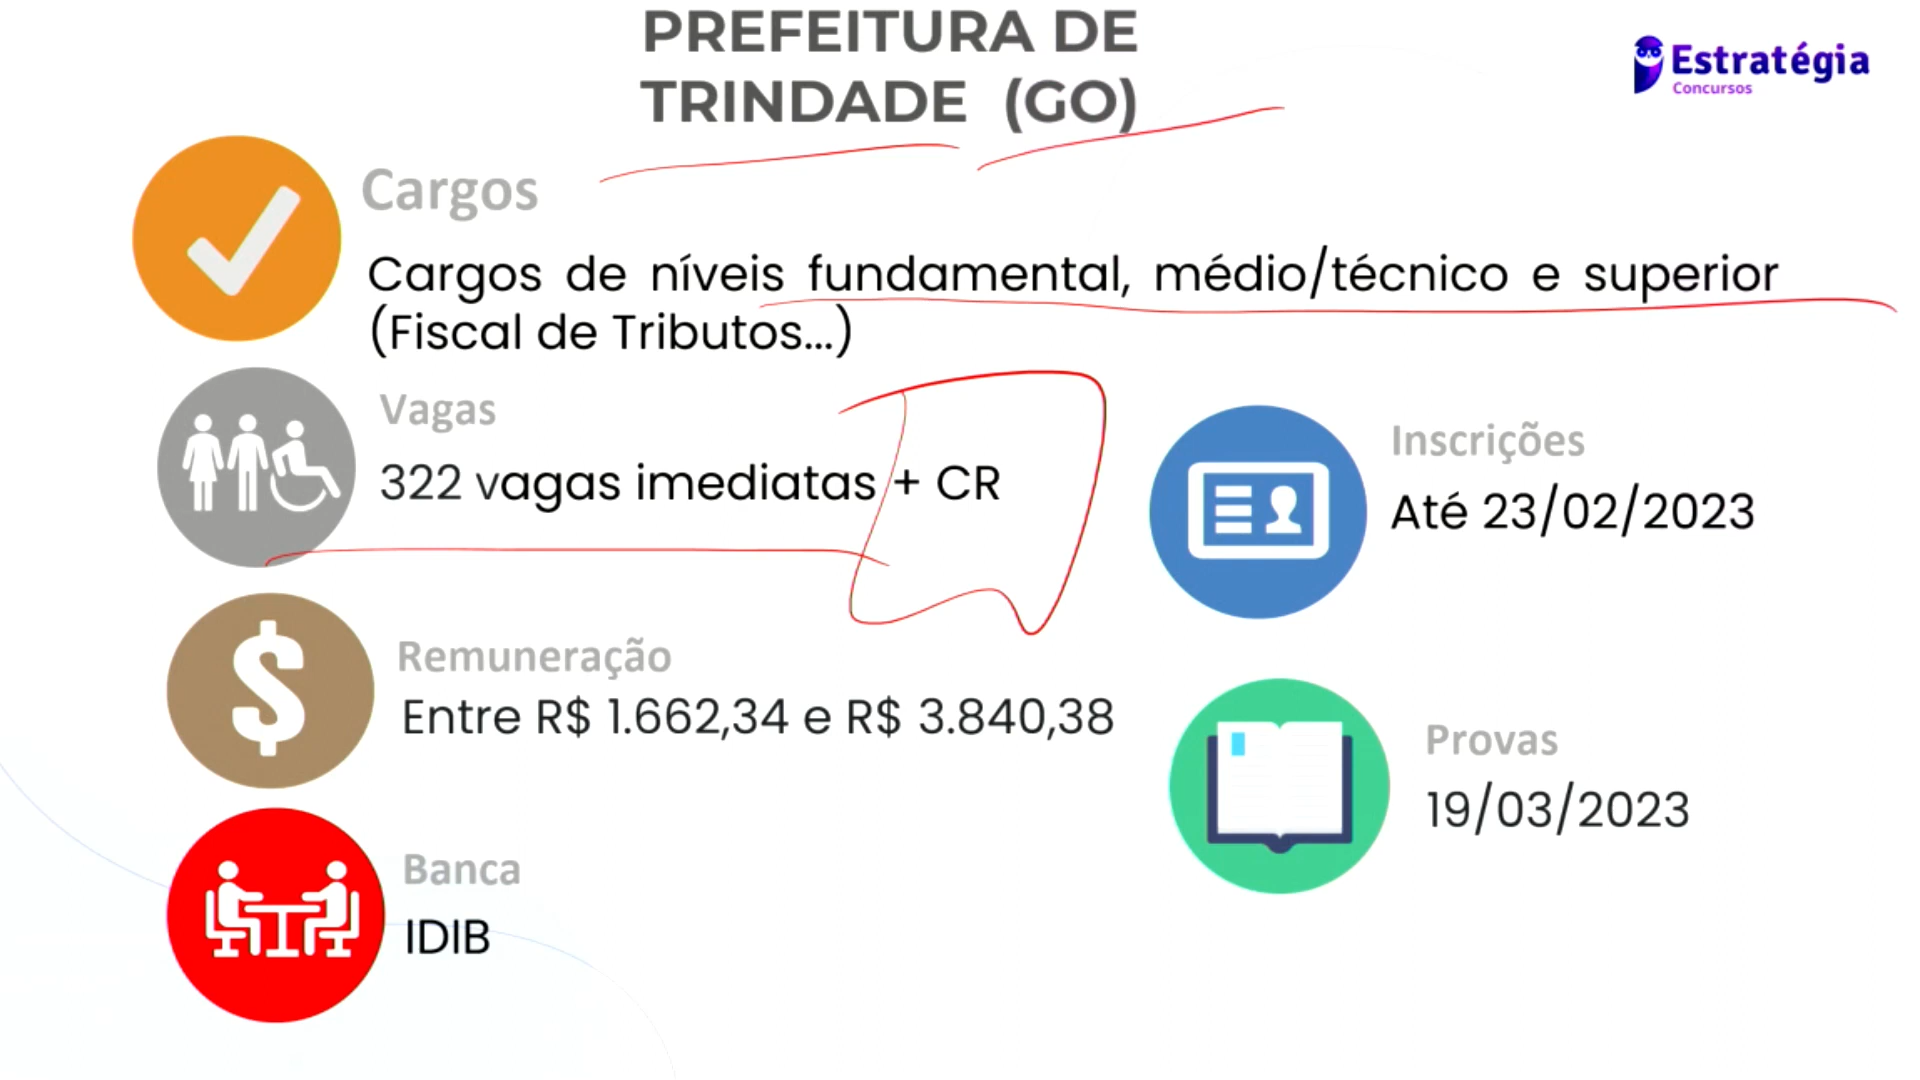 PREFEITURA DE
TRINDADE (GO)
Estratégia
Concursos
Cargos
Cargos de níveis fundamental, médio/técnico e superior
(Fiscal de Tributos...)
Vagas
322 vagas imediatas + CR
Inscrições
Até 23/02/2023
Remuneração
Entre R$ 1.662,34 e R$ 3.840,38
Provas
19/03/2023
Banca
IDIB